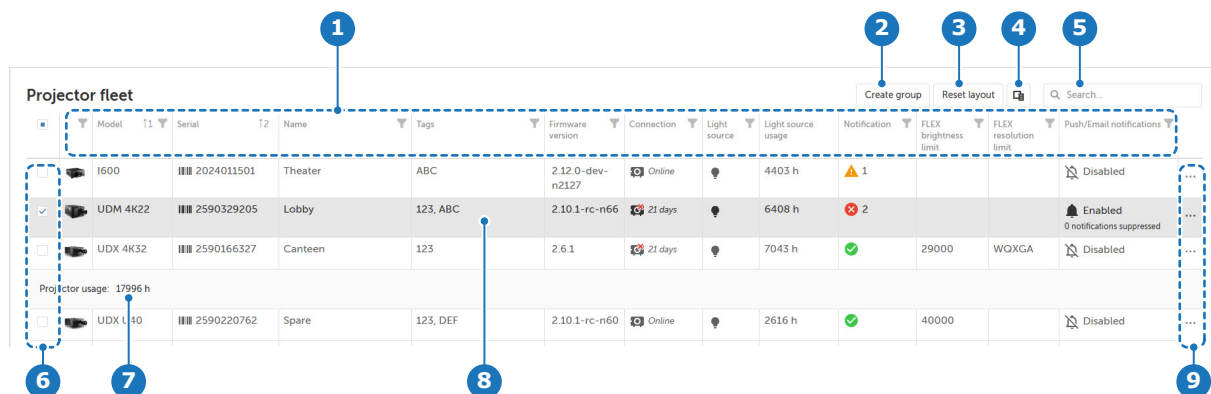 1
2 3 4 5
Projector fleet Create group Reset layout Search...
Model ↑1 Serial ↑2 Name Tags Firmware version Connection Light source Light source usage Notification FLEX brightness limit FLEX resolution limit Push/Email notifications
I600 2024011501 Theater ABC 2.12.0-dev-n2127 Online 4403 h 1 Disabled ...
UDM 4K22 2590329205 Lobby 123, ABC 2.10.1-rc-n66 21 days 6408 h 2 Enabled ...
0 notifications suppressed
UDX 4K32 2590166327 Canteen 123 2.6.1 21 days 7043 h 29000 WQXGA Disabled ...
Projector usage: 17996 h
UDX U40 2590220762 Spare 123, DEF 2.10.1-rc-n60 Online 2616 h 40000 Disabled ...
6 7 8 9